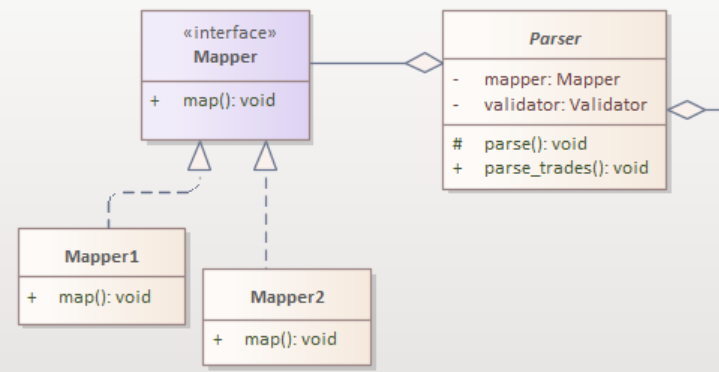 «interface»
Mapper
+ map(): void
Parser
- mapper: Mapper
- validator: Validator
# parse(): void
+ parse_trades(): void
Mapper1
+ map(): void
Mapper2
+ map(): void